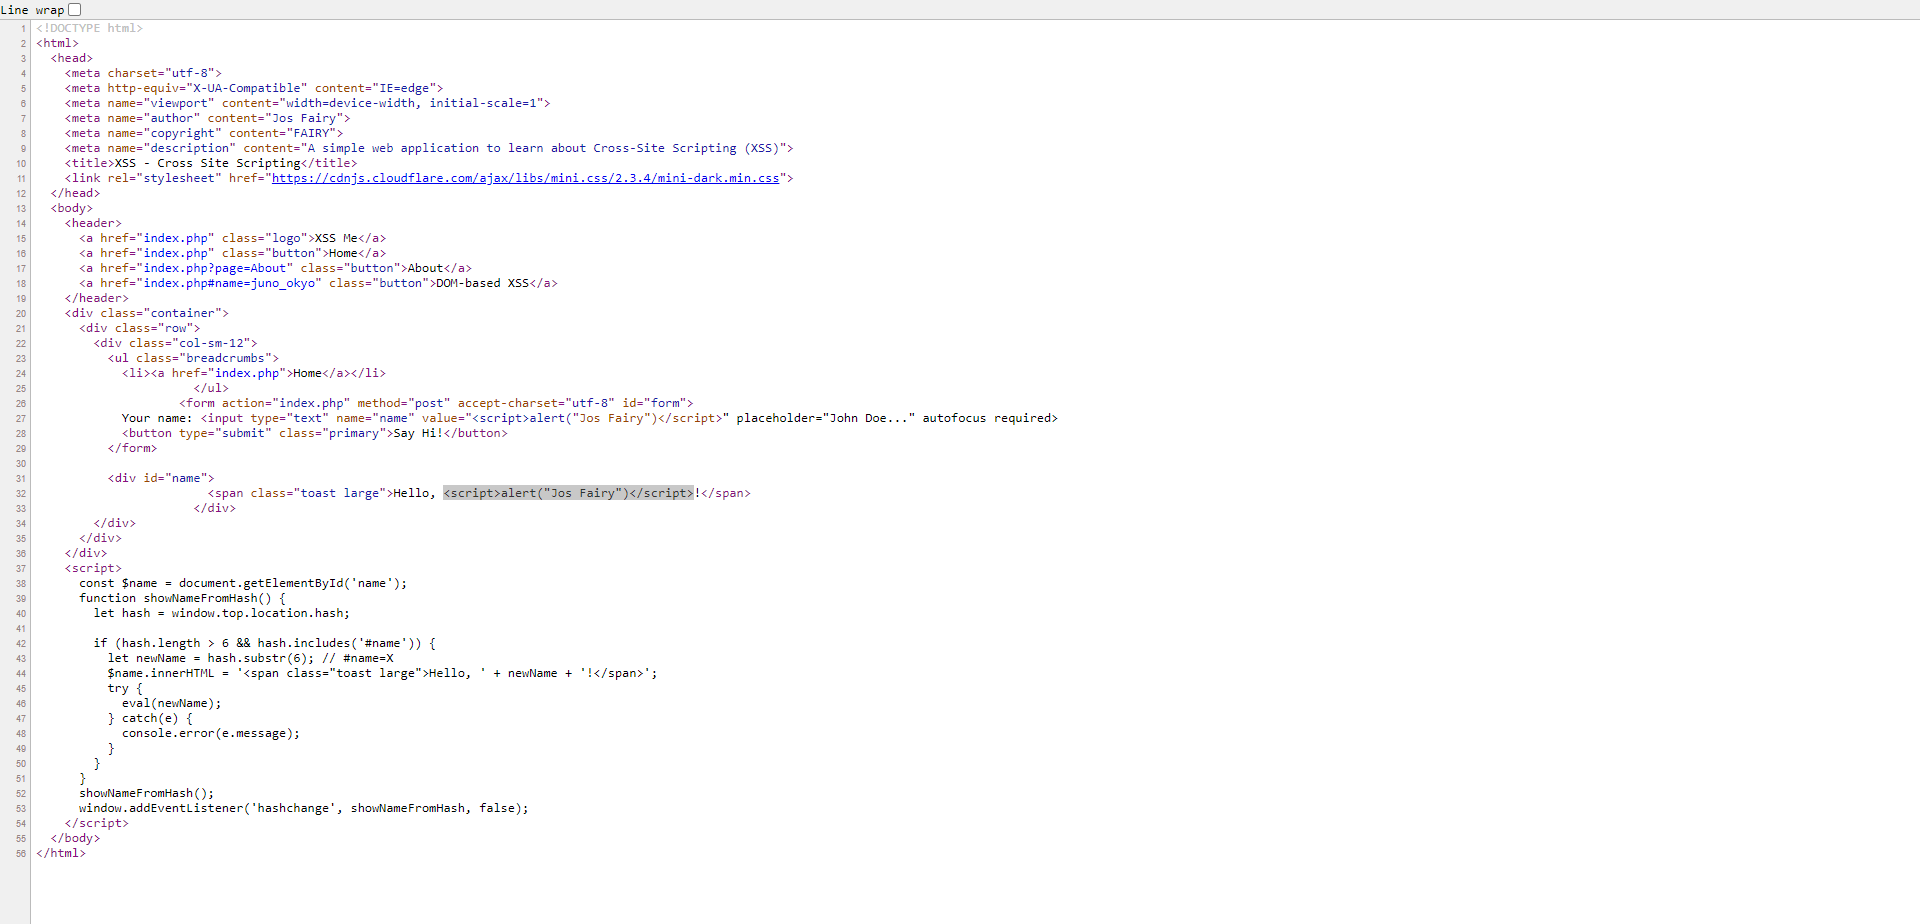 Line wrap
1 <!DOCTYPE html>
2 <html>
3 <head>
4 <meta charset="utf-8">
5 <meta http-equiv="X-UA-Compatible" content="IE=edge">
6 <meta name="viewport" content="width=device-width, initial-scale=1">
7 <meta name="author" content="Jos Fairy">
8 <meta name="copyright" content="FAIRY">
9 <meta name="description" content="A simple web application to learn about Cross-Site Scripting (XSS)">
10 <title>XSS - Cross Site Scripting</title>
11 <link rel="stylesheet" href="https://cdnjs.cloudflare.com/ajax/libs/mini.css/2.3.4/mini-dark.min.css">
12 </head>
13 <body>
14 <header>
15 <a href="index.php" class="logo">XSS Me</a>
16 <a href="index.php" class="button">Home</a>
17 <a href="index.php?page=About" class="button">About</a>
18 <a href="index.php#name=juno_okyo" class="button">DOM-based XSS</a>
19 </header>
20 <div class="container">
21 <div class="row">
22 <div class="col-sm-12">
23 <ul class="breadcrumbs">
24 <li><a href="index.php">Home</a></li>
25 </ul>
26 <form action="index.php" method="post" accept-charset="utf-8" id="form">
27 Your name: <input type="text" name="name" value="<script>alert("Jos Fairy")</script>" placeholder="John Doe..." autofocus required>
28 <button type="submit" class="primary">Say Hi!</button>
29 </form>
30
31 <div id="name">
32 <span class="toast large">Hello, <script>alert("Jos Fairy")</script>!</span>
33 </div>
34 </div>
35 </div>
36 </div>
37 <script>
38 const $name = document.getElementById('name');
39 function showNameFromHash() {
40 let hash = window.top.location.hash;
41
42 if (hash.length > 6 && hash.includes('#name')) {
43 let newName = hash.substr(6); // #name=X
44 $name.innerHTML = '<span class="toast large">Hello, ' + newName + '!</span>';
45 try {
46 eval(newName);
47 } catch(e) {
48 console.error(e.message);
49 }
50 }
51 }
52 showNameFromHash();
53 window.addEventListener('hashchange', showNameFromHash, false);
54 </script>
55 </body>
56 </html>